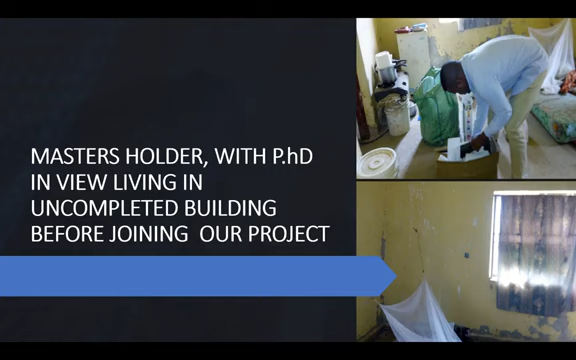 MASTERS HOLDER, WITH P.hD
IN VIEW LIVING IN
UNCOMPLETED BUILDING
BEFORE JOINING OUR PROJECT